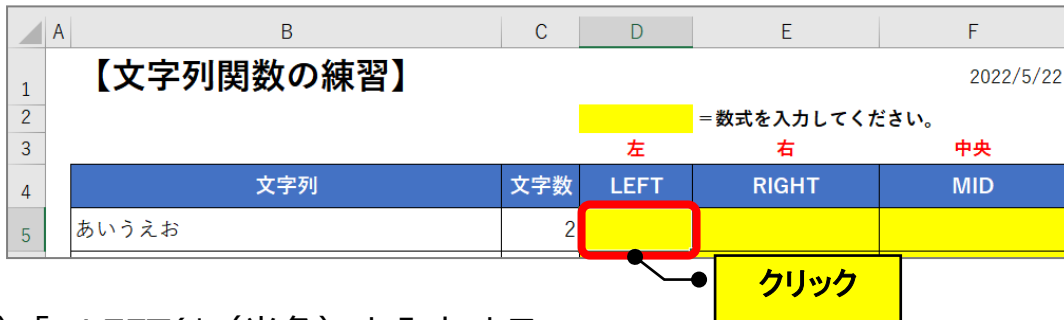 A B C D E F
1 【文字列関数の練習】 2022/5/22
2 =数式を入力してください。
3 左 右 中央
4 文字列 文字数 LEFT RIGHT MID
5 あいうえお 2
クリック